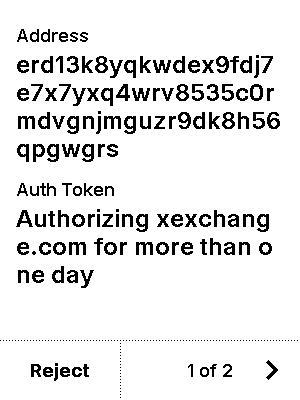 Address
erd13k8yqkwdex9fdj7
e7x7yxq4wrv8535c0r
mdvgnjmguzr9dk8h56
qpgwgrs
Auth Token
Authorizing xexchang
e.com for more than o
ne day
Reject
1 of 2